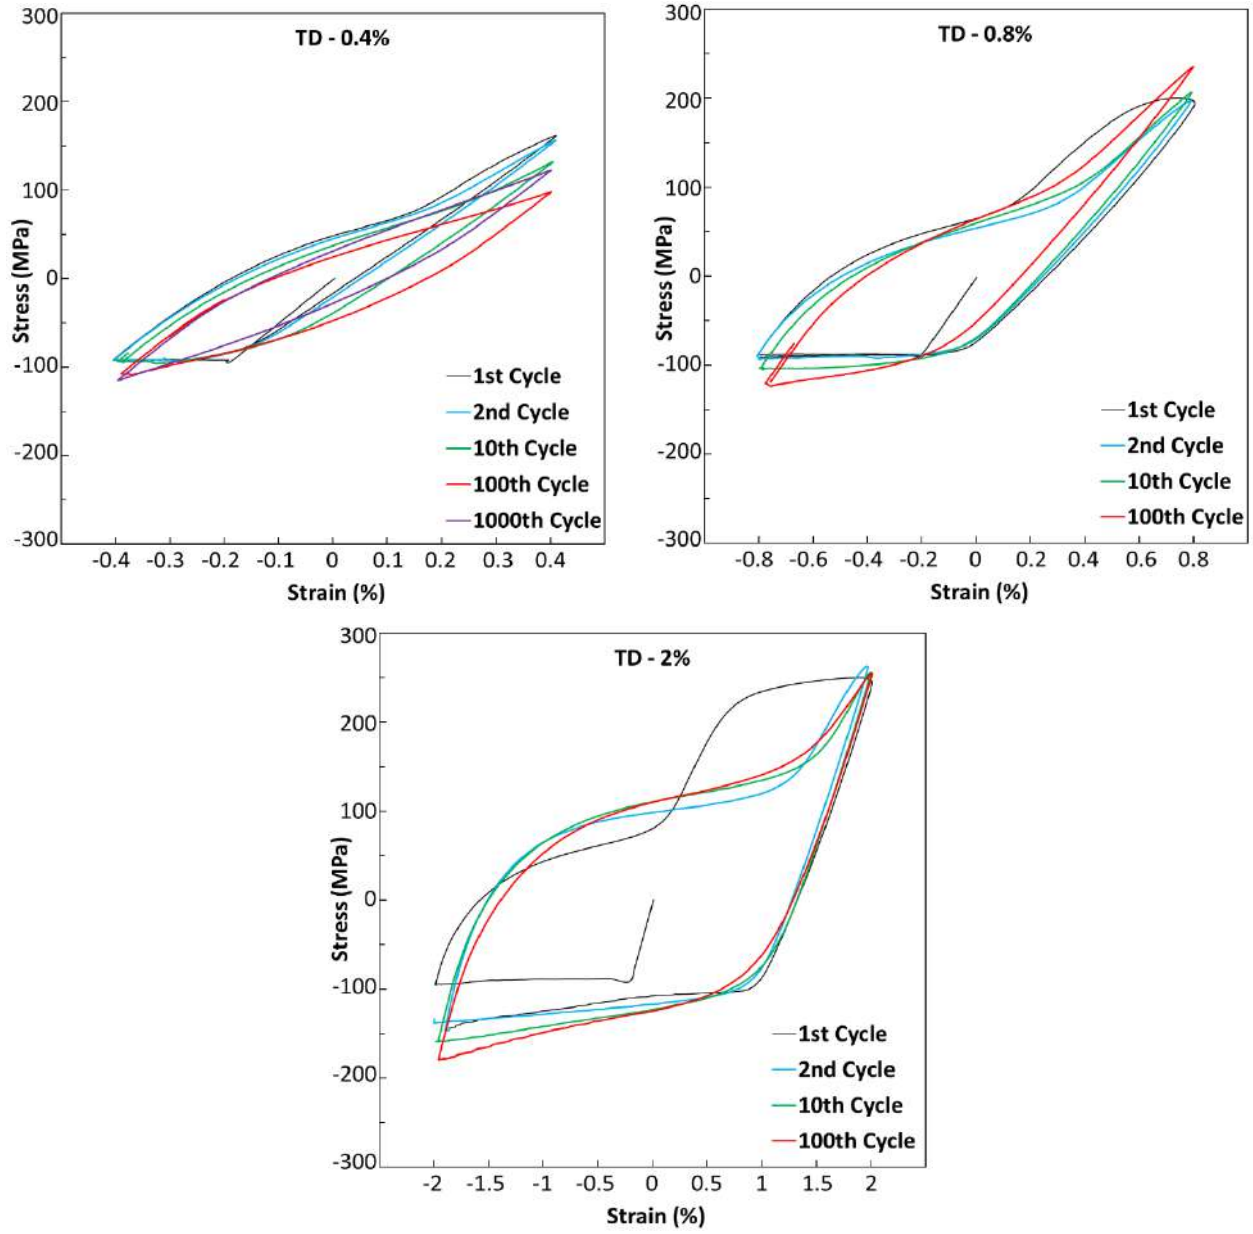 TD - 0.4%
300
200
100
0
-100
-200
-300
Stress (MPa)
-0.4 -0.3 -0.2 -0.1 0 0.1 0.2 0.3 0.4
Strain (%)
1st Cycle
2nd Cycle
10th Cycle
100th Cycle
1000th Cycle
TD - 0.8%
300
200
100
0
-100
-200
-300
Stress (MPa)
-0.8 -0.6 -0.4 -0.2 0 0.2 0.4 0.6 0.8
Strain (%)
1st Cycle
2nd Cycle
10th Cycle
100th Cycle
TD - 2%
300
200
100
0
-100
-200
-300
Stress (MPa)
-2 -1.5 -1 -0.5 0 0.5 1 1.5 2
Strain (%)
1st Cycle
2nd Cycle
10th Cycle
100th Cycle